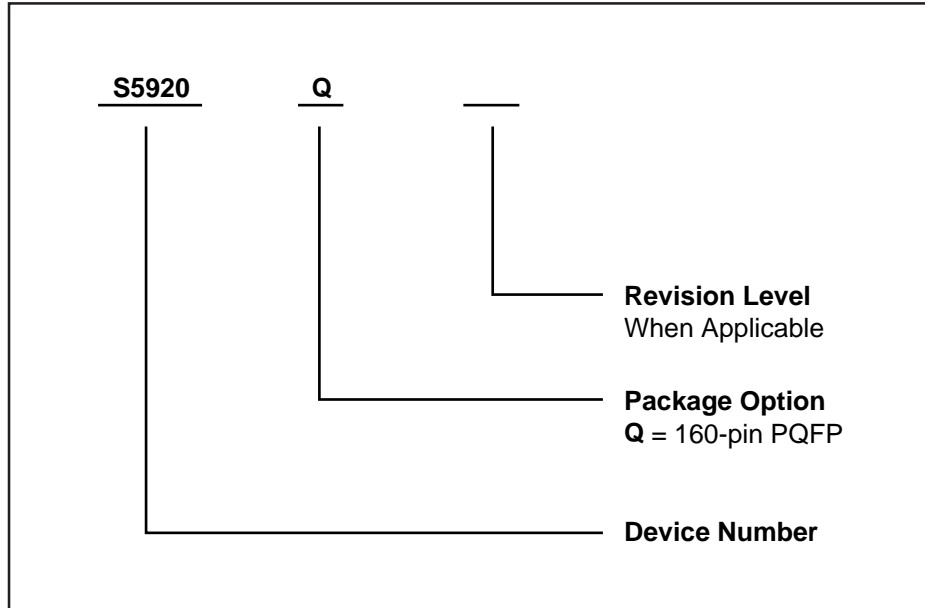 S5920 Q
Revision Level
When Applicable
Package Option
Q = 160-pin PQFP
Device Number